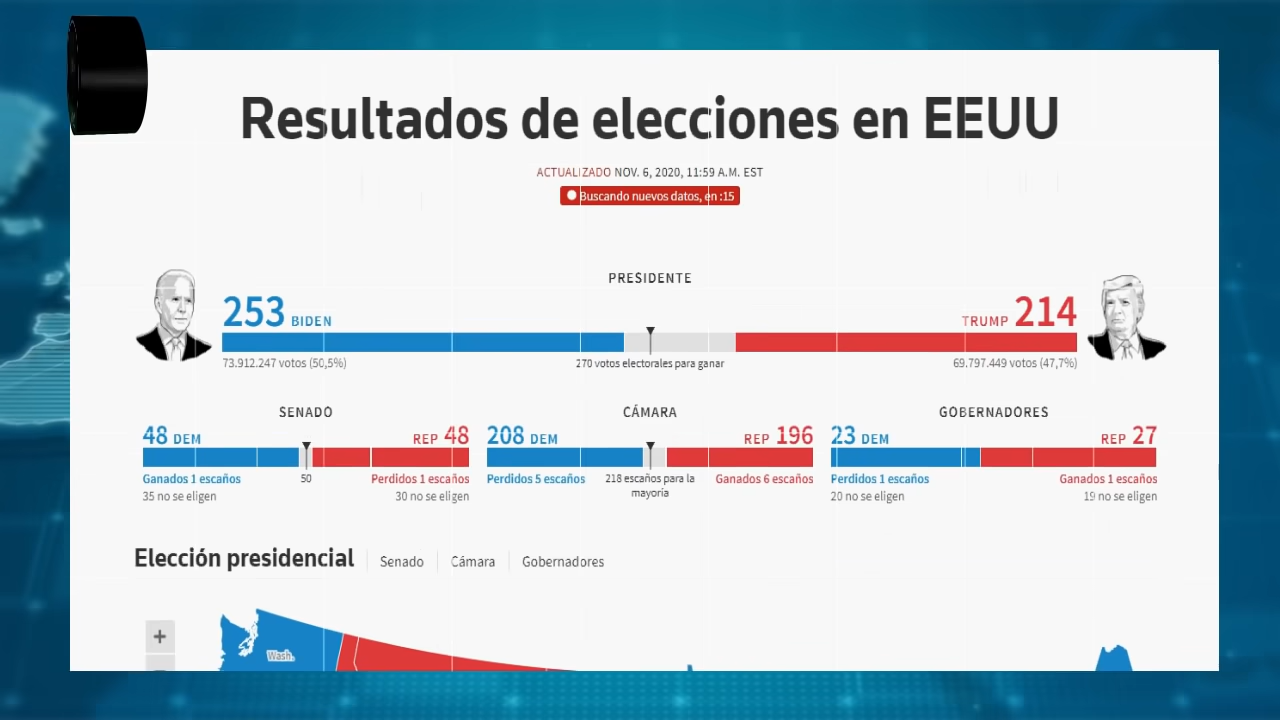 Resultados de elecciones en EEUU
ACTUALIZADO NOV. 6, 2020, 11:59 A.M. EST
Buscando nuevos datos, en :15
PRESIDENTE
253 BIDEN
TRUMP 214
73.912.247 votos (50,5%)
270 votos electorales para ganar
69.797.449 votos (47,7%)
SENADO
48 DEM
REP 48
Ganados 1 escaños
50
Perdidos 1 escaños
35 no se eligen
30 no se eligen
CÁMARA
208 DEM
REP 196
Perdidos 5 escaños
218 escaños para la
mayoría
Ganados 6 escaños
GOBERNADORES
23 DEM
REP 27
Perdidos 1 escaños
Ganados 1 escaños
20 no se eligen
19 no se eligen
Elección presidencial
Senado
Cámara
Gobernadores
+
Wash.